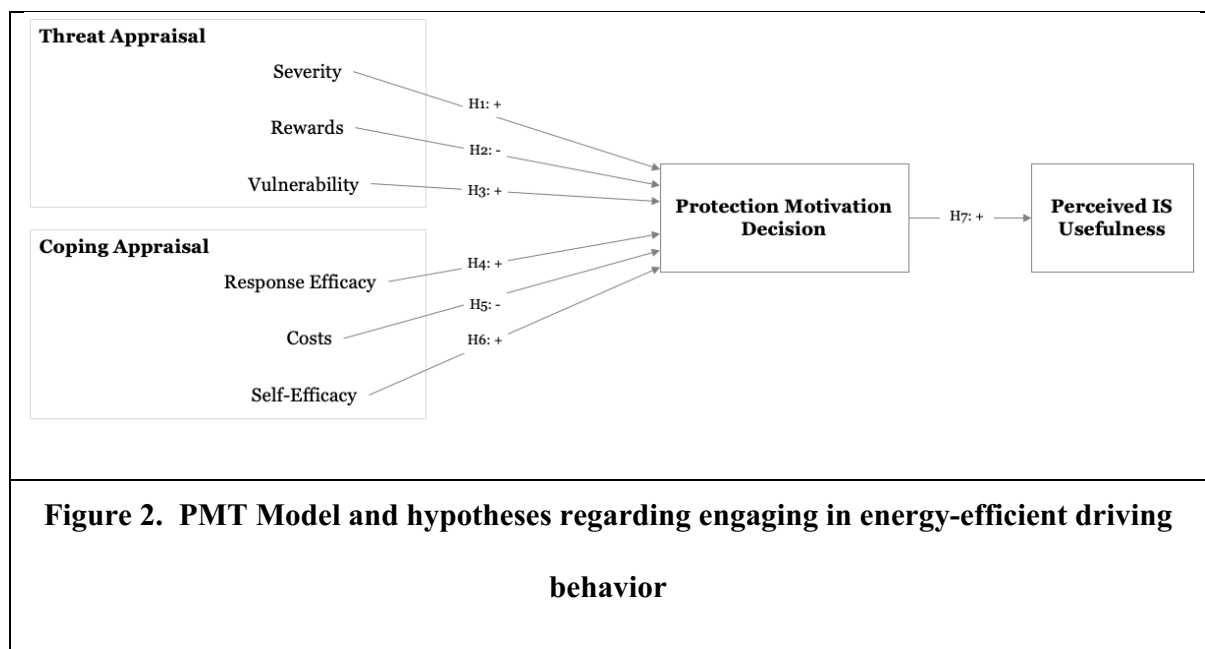 Threat Appraisal
Severity
Rewards
Vulnerability
H1: +
H2: -
H3: +
Coping Appraisal
Response Efficacy
Costs
Self-Efficacy
H4: +
H5: -
H6: +
Protection Motivation
Decision
H7: +
Perceived IS
Usefulness
Figure 2. PMT Model and hypotheses regarding engaging in energy-efficient driving
behavior